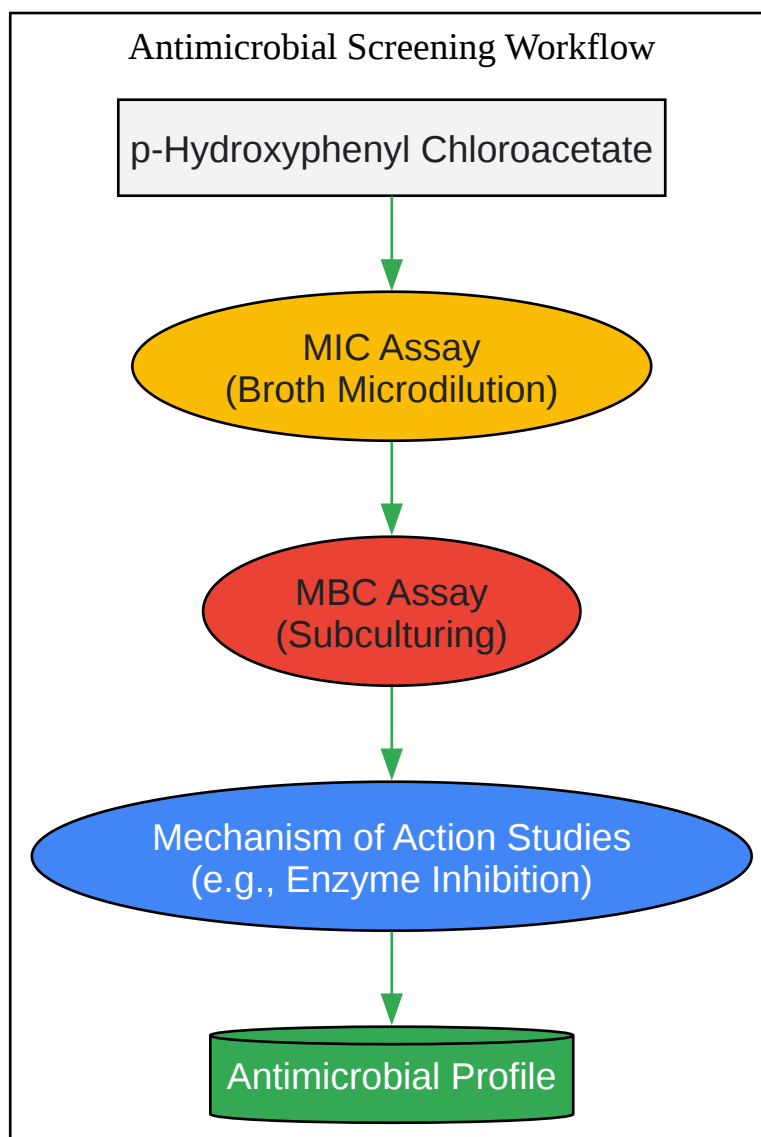 Antimicrobial Screening Workflow
p-Hydroxyphenyl Chloroacetate
MIC Assay
(Broth Microdilution)
MBC Assay
(Subculturing)
Mechanism of Action Studies
(e.g., Enzyme Inhibition)
Antimicrobial Profile